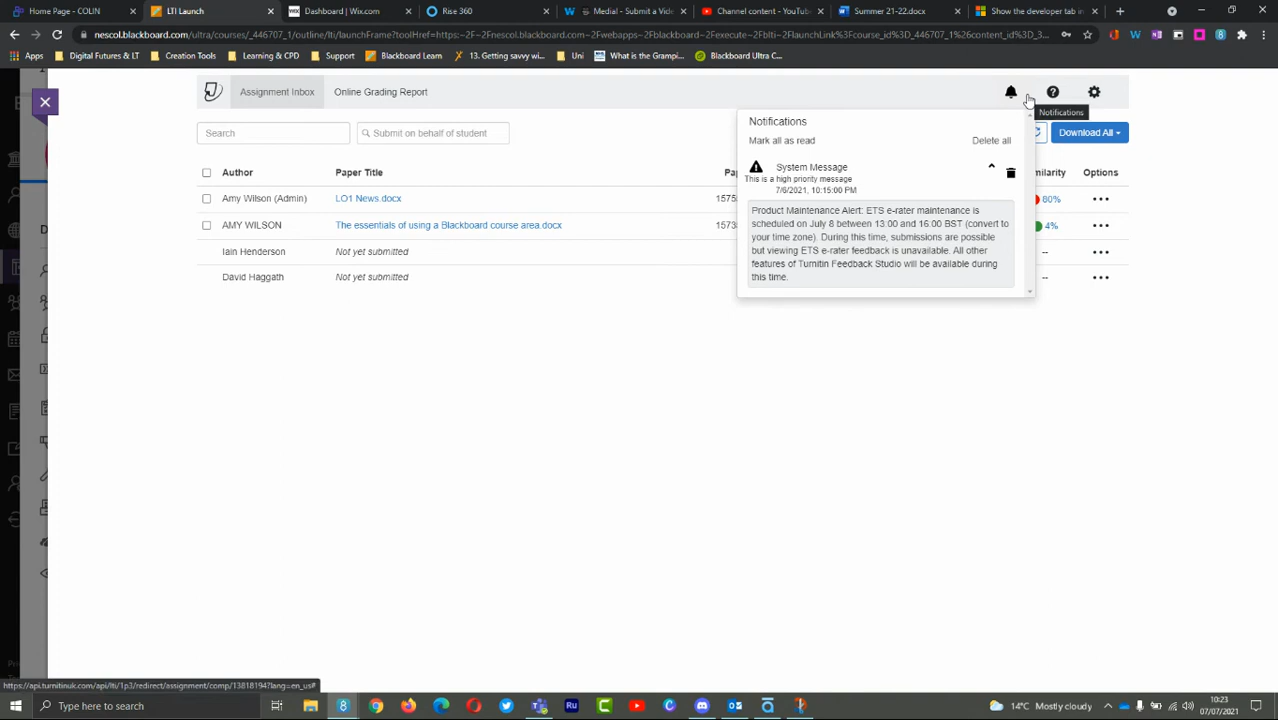 Home Page - COLIN
LTI Launch
Dashboard | Wix.com
Rise 360
Medial - Submit a Vide
Content - YouTube
Summer 21-22.docx
Show the developer tab in
nescol.blackboard.com/ultra/courses/_446707_1/outline/lti/launchFrame?toolHref=https:~2F~2Fnescol.blackboard.com~2Fwebapps~2Fblackboard~2Fexecute~2Fblti~2FlaunchLink?course_id%3D_446707_1%26content_id%3D_3...
Apps
Digital Futures & LD
Creation Tools
Learning & CPD
Support
Blackboard Learn
13. Getting savvy wi...
Uni
What is the Grampi...
Blackboard Ultra C...
Assignment Inbox
Online Grading Report
Notifications
Search
Submit on behalf of student
Download All
Notifications
Mark all as read
Delete all
System Message
This is a high priority message
7/6/2021, 10:15:00 PM
Product Maintenance Alert: ETS e-rater maintenance is
scheduled on July 8 between 13:00 and 16:00 BST (convert to
your time zone). During this time, submissions are possible
but viewing ETS e-rater feedback is unavailable. All other
features of Turnitin Feedback Studio will be available during
this time.
Author
Paper Title
Pap
milarity
Options
Amy Wilson (Admin)
LO1 News.docx
1575
80%
AMY WILSON
The essentials of using a Blackboard course area.docx
1573
4%
Iain Henderson
Not yet submitted
--
David Haggath
Not yet submitted
--
https://api.turnitinuk.com/api/lti/1p3/redirect/assignment/comp/13818194?lang=en_us#
Type here to search
14°C Mostly cloudy
10:23
07/07/2021